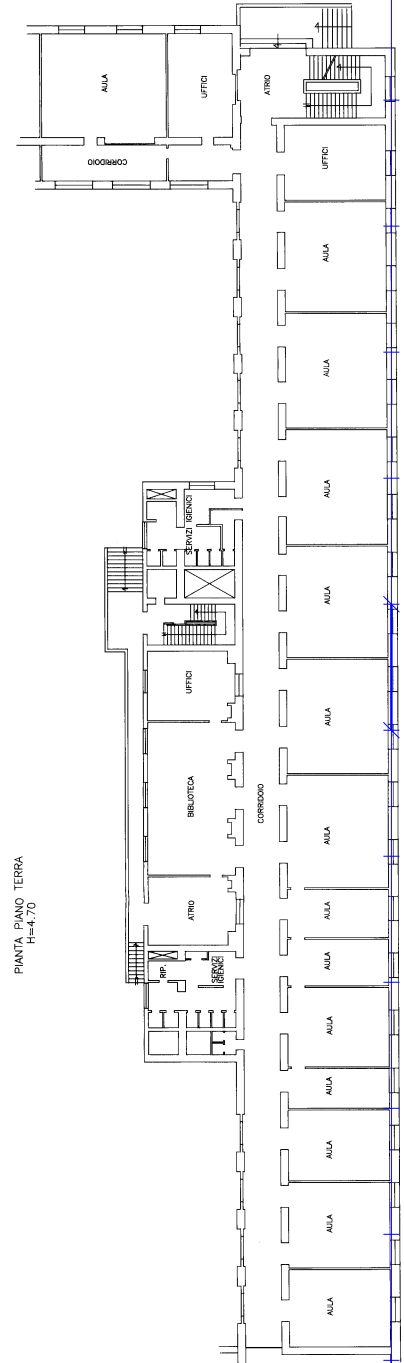 PIANTA PIANO TERRA
H=4.70
AULA
UFFICI
ATRIO
CORRIDOIO
UFFICI
AULA
AULA
AULA
SERVIZI IGIENICI
AULA
UFFICI
AULA
BIBLIOTECA
CORRIDOIO
AULA
ATRIO
AULA
RIP.
SERVIZI
IGIENICI
AULA
AULA
AULA
AULA
AULA
AULA